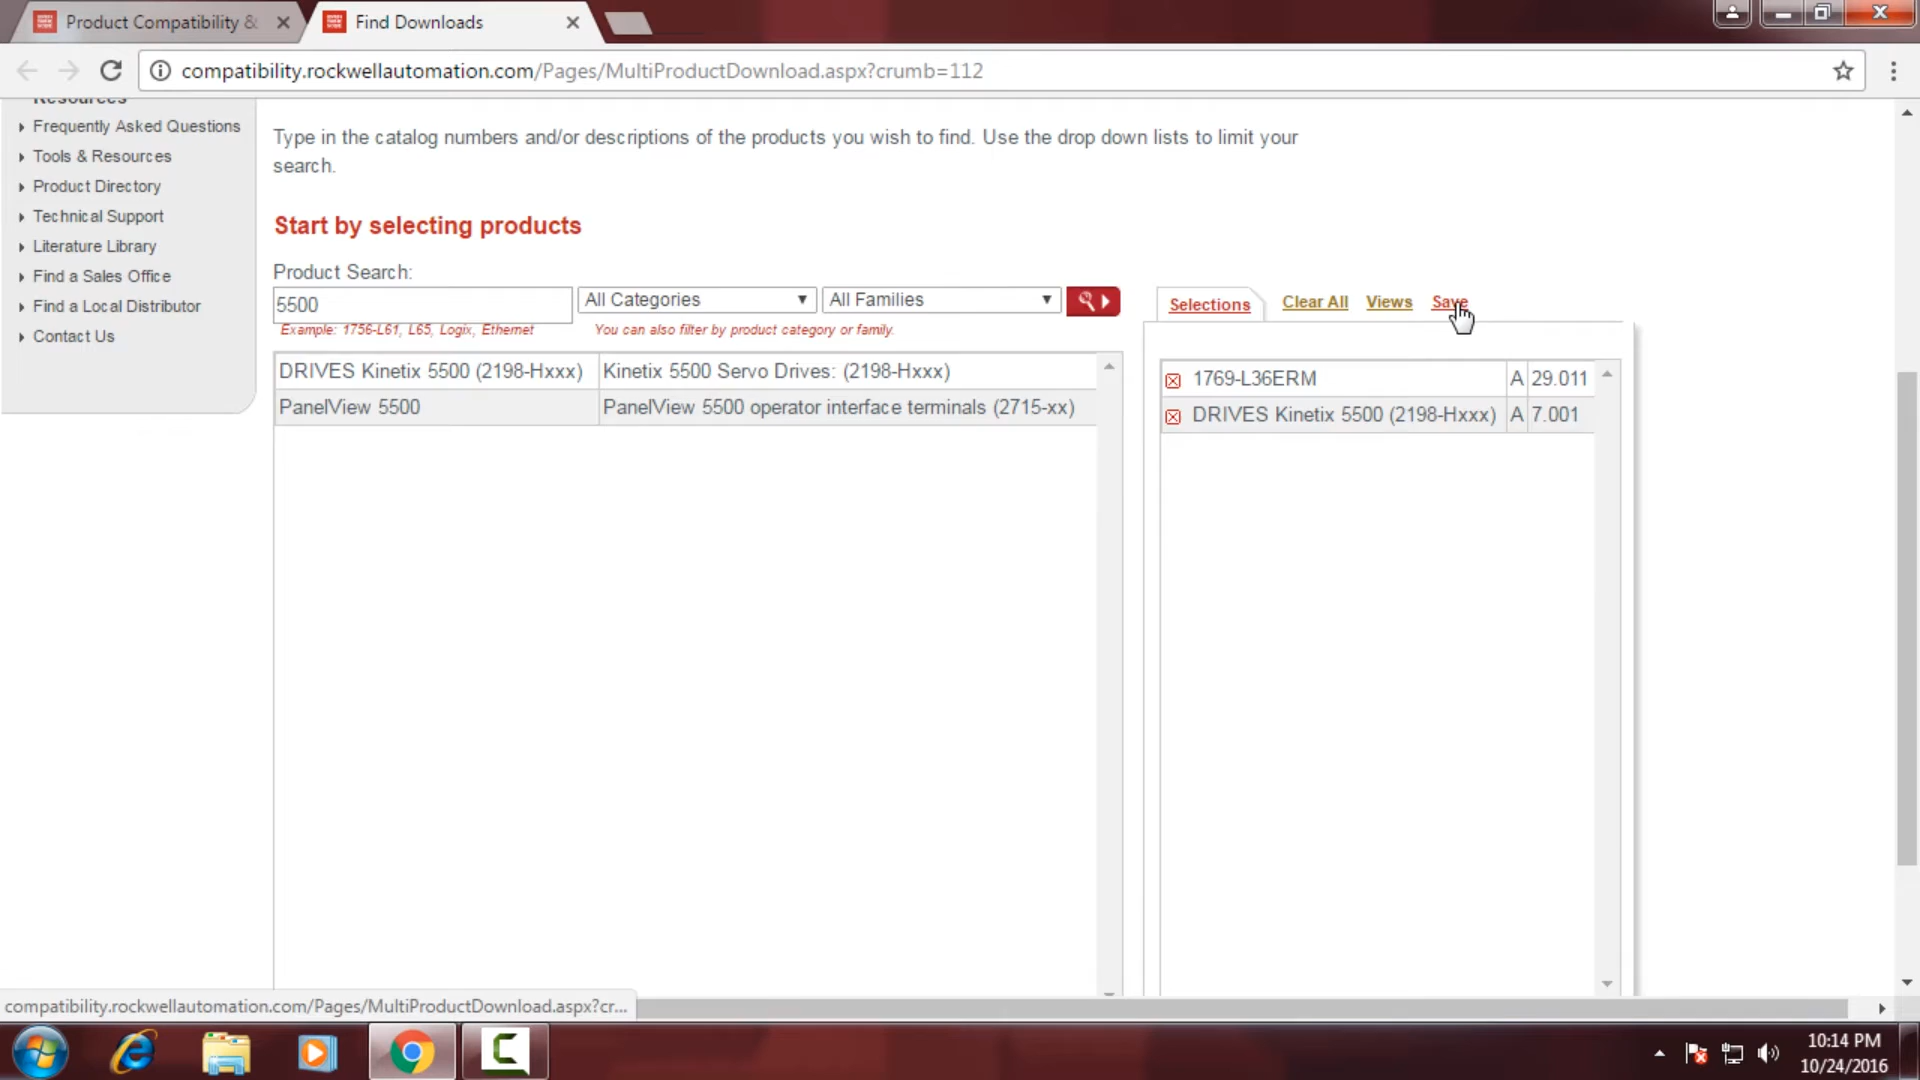 Product Compatibility &
Find Downloads
compatibility.rockwellautomation.com/Pages/MultiProductDownload.aspx?crumb=112
Resources
Frequently Asked Questions
Tools & Resources
Product Directory
Technical Support
Literature Library
Find a Sales Office
Find a Local Distributor
Contact Us
Type in the catalog numbers and/or descriptions of the products you wish to find. Use the drop down lists to limit your
search.
Start by selecting products
Product Search:
5500
All Categories
All Families
Example: 1756-L61, L65, Logix, Ethernet
You can also filter by product category or family.
DRIVES Kinetix 5500 (2198-Hxxx) Kinetix 5500 Servo Drives: (2198-Hxxx)
PanelView 5500 PanelView 5500 operator interface terminals (2715-xx)
Selections Clear All Views Save
1769-L36ERM A 29.011
DRIVES Kinetix 5500 (2198-Hxxx) A 7.001
compatibility.rockwellautomation.com/Pages/MultiProductDownload.aspx?cr...
10:14 PM
10/24/2016